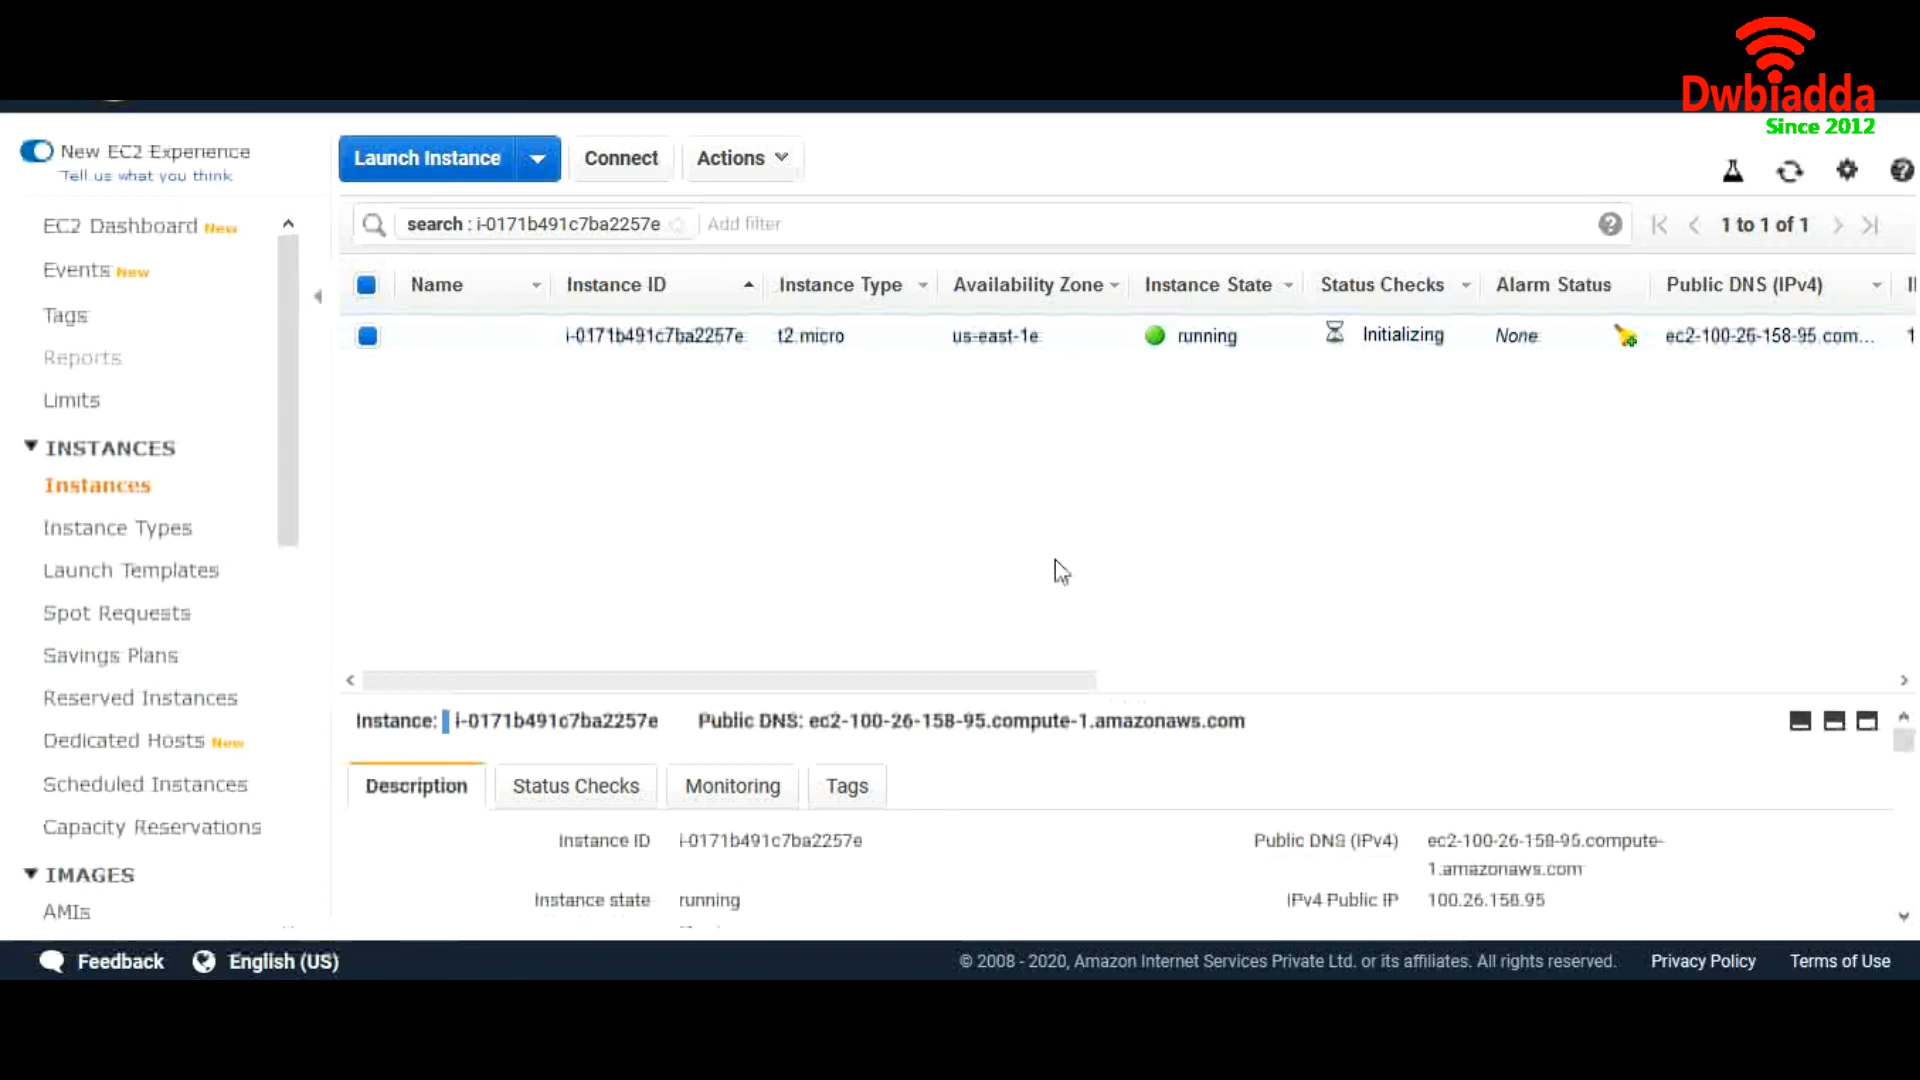 Dwbiadda
Since 2012
New EC2 Experience
Tell us what you think
Launch Instance
Connect
Actions
EC2 Dashboard New
Events New
Tags
Reports
Limits
INSTANCES
Instances
Instance Types
Launch Templates
Spot Requests
Savings Plans
Reserved Instances
Dedicated Hosts New
Scheduled Instances
Capacity Reservations
IMAGES
AMIs
search : i-0171b491c7ba2257e Add filter
1 to 1 of 1
Name Instance ID Instance Type Availability Zone Instance State Status Checks Alarm Status Public DNS (IPv4)
i-0171b491c7ba2257e t2.micro us-east-1e running Initializing None ec2-100-26-158-95.com...
Instance: i-0171b491c7ba2257e Public DNS: ec2-100-26-158-95.compute-1.amazonaws.com
Description Status Checks Monitoring Tags
Instance ID i-0171b491c7ba2257e Public DNS (IPv4) ec2-100-26-158-95.compute-
1.amazonaws.com
Instance state running IPv4 Public IP 100.26.158.95
Feedback English (US) © 2008 - 2020, Amazon Internet Services Private Ltd. or its affiliates. All rights reserved. Privacy Policy Terms of Use